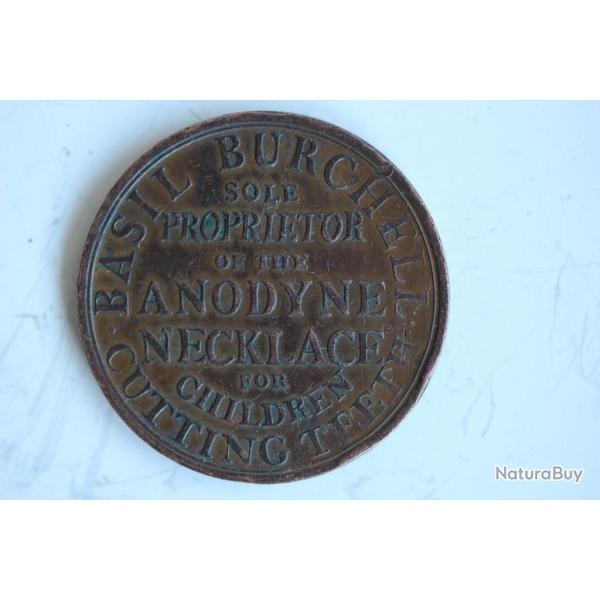 BASIL BURCHELL
SOLE
PROPRIETOR
OF THE
ANODYNE
NECKLACE
FOR
CHILDREN
CUTTING TEETH
NaturaBuy